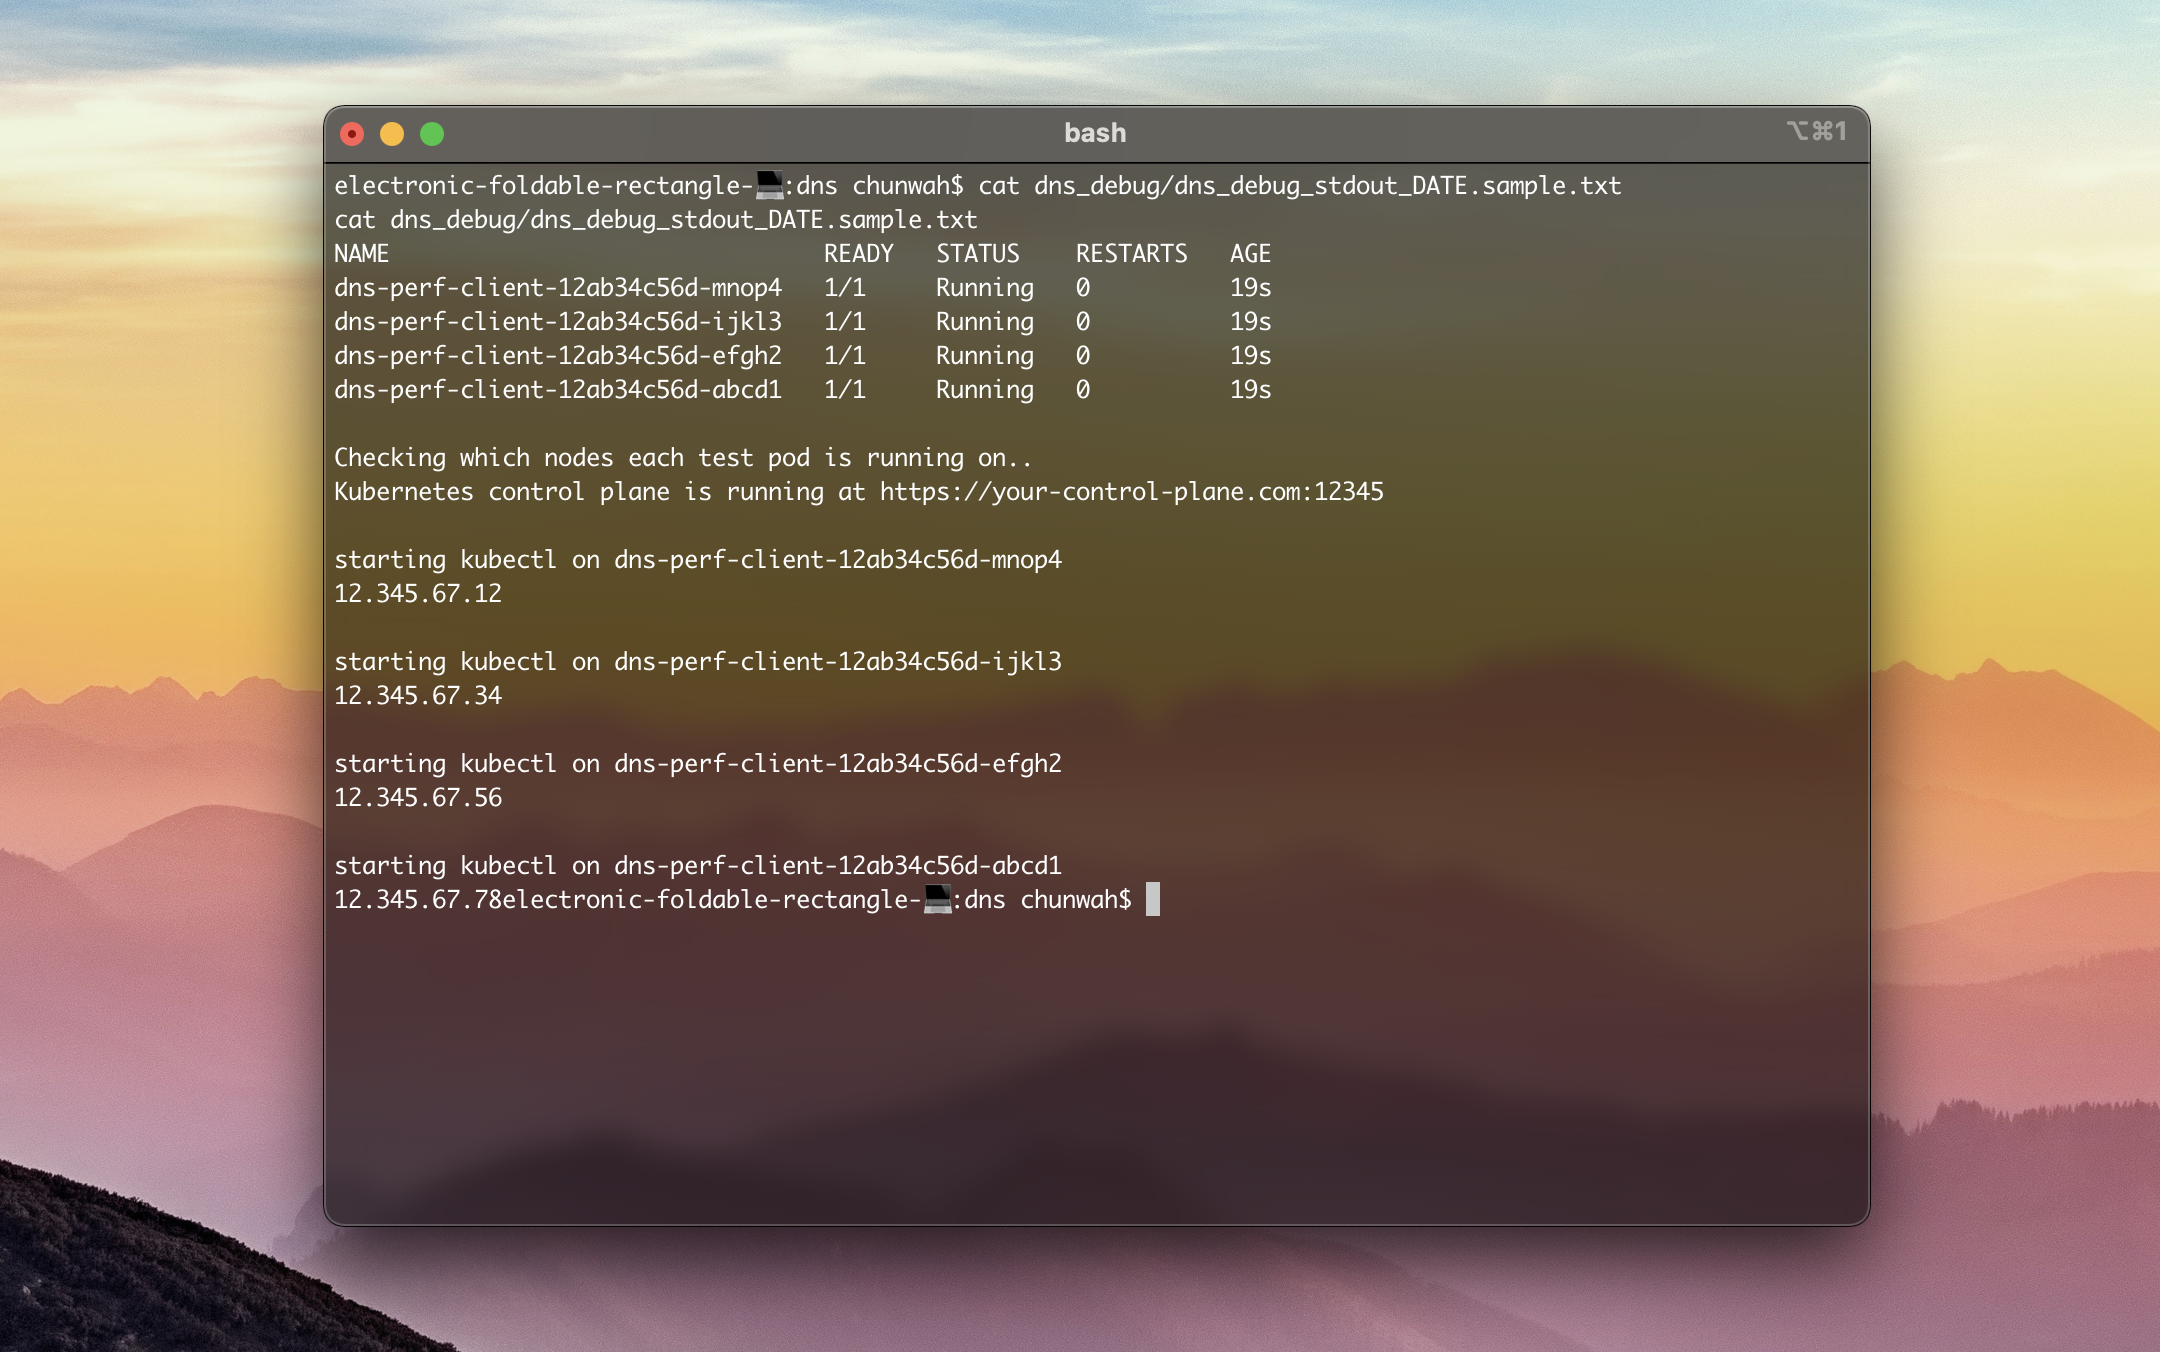 bash
⌥⌘1
electronic-foldable-rectangle-💻:dns chunwah$ cat dns_debug/dns_debug_stdout_DATE.sample.txt
cat dns_debug/dns_debug_stdout_DATE.sample.txt
NAME                               READY   STATUS    RESTARTS   AGE
dns-perf-client-12ab34c56d-mnop4   1/1     Running   0          19s
dns-perf-client-12ab34c56d-ijkl3   1/1     Running   0          19s
dns-perf-client-12ab34c56d-efgh2   1/1     Running   0          19s
dns-perf-client-12ab34c56d-abcd1   1/1     Running   0          19s
Checking which nodes each test pod is running on..
Kubernetes control plane is running at https://your-control-plane.com:12345
starting kubectl on dns-perf-client-12ab34c56d-mnop4
12.345.67.12
starting kubectl on dns-perf-client-12ab34c56d-ijkl3
12.345.67.34
starting kubectl on dns-perf-client-12ab34c56d-efgh2
12.345.67.56
starting kubectl on dns-perf-client-12ab34c56d-abcd1
12.345.67.78electronic-foldable-rectangle-💻:dns chunwah$